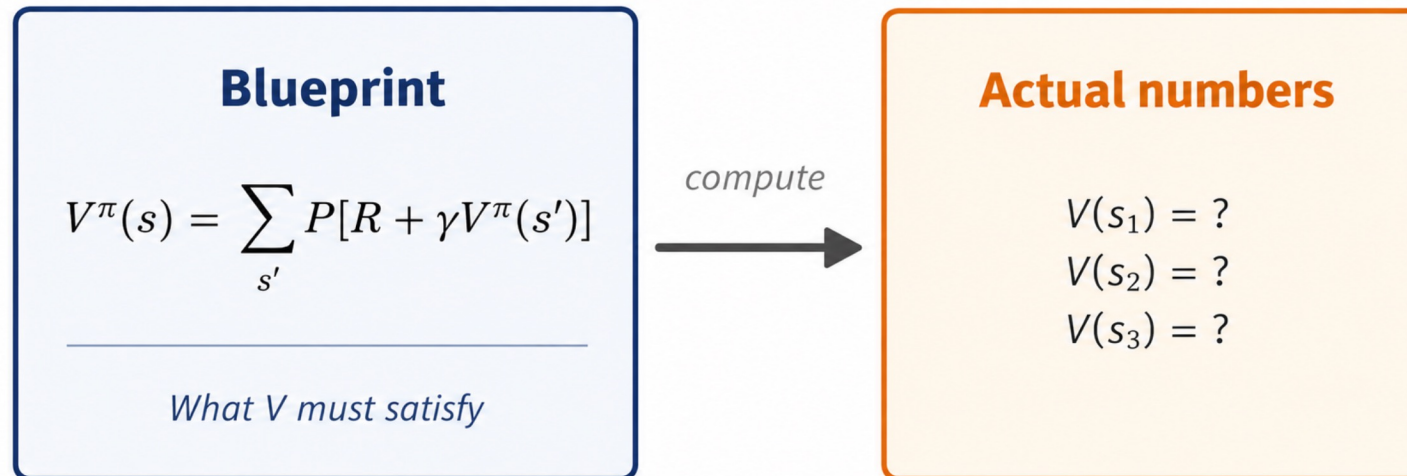 Blueprint
V^π(s) = ∑_{s′} P[R + γV^π(s′)]
What V must satisfy
compute
Actual numbers
V(s₁) = ?
V(s₂) = ?
V(s₃) = ?